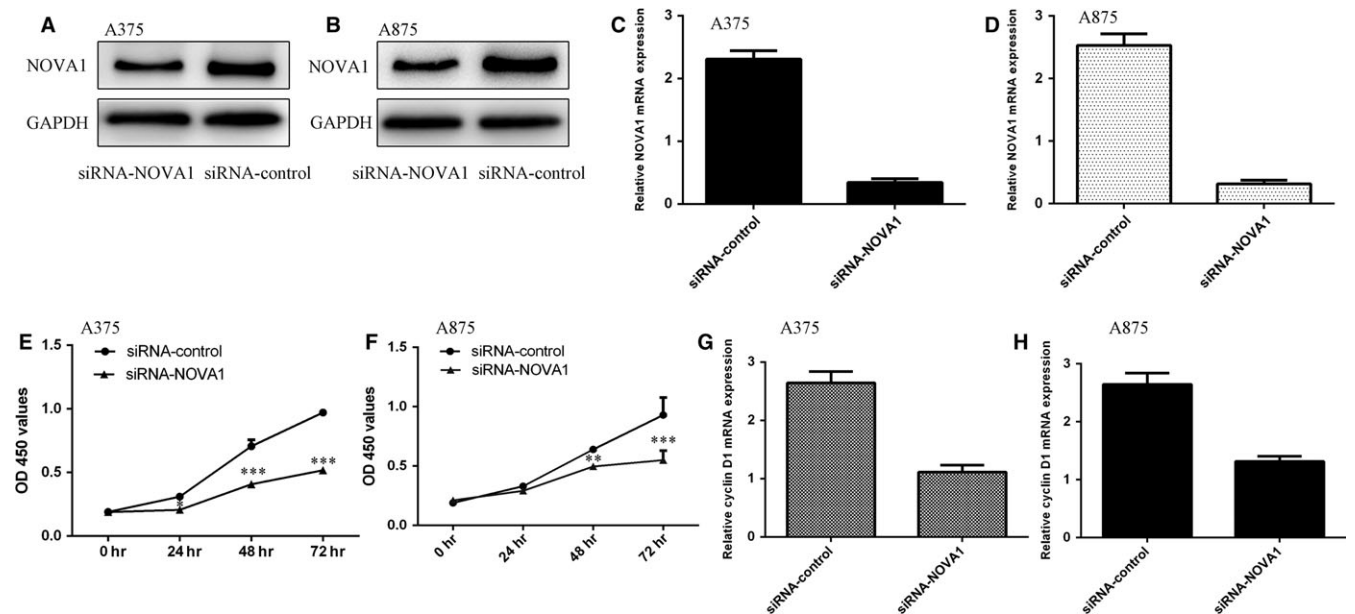 A
A375
NOVA1
GAPDH
siRNA-NOVA1 siRNA-control
B
A875
NOVA1
GAPDH
siRNA-NOVA1 siRNA-control
C
A375
Relative NOVA1 mRNA expression
3
2
1
0
siRNA-control
siRNA-NOVA1
D
A875
Relative NOVA1 mRNA expression
3
2
1
0
siRNA-control
siRNA-NOVA1
E
A375
siRNA-control
siRNA-NOVA1
OD 450 values
1.5
1.0
0.5
0.0
*
***
***
0 hr
24 hr
48 hr
72 hr
F
A875
siRNA-control
siRNA-NOVA1
OD 450 values
1.5
1.0
0.5
0.0
**
***
0 hr
24 hr
48 hr
72 hr
G
A375
Relative cyclin D1 mRNA expression
3
2
1
0
siRNA-control
siRNA-NOVA1
H
A875
Relative cyclin D1 mRNA expression
3
2
1
0
siRNA-control
siRNA-NOVA1